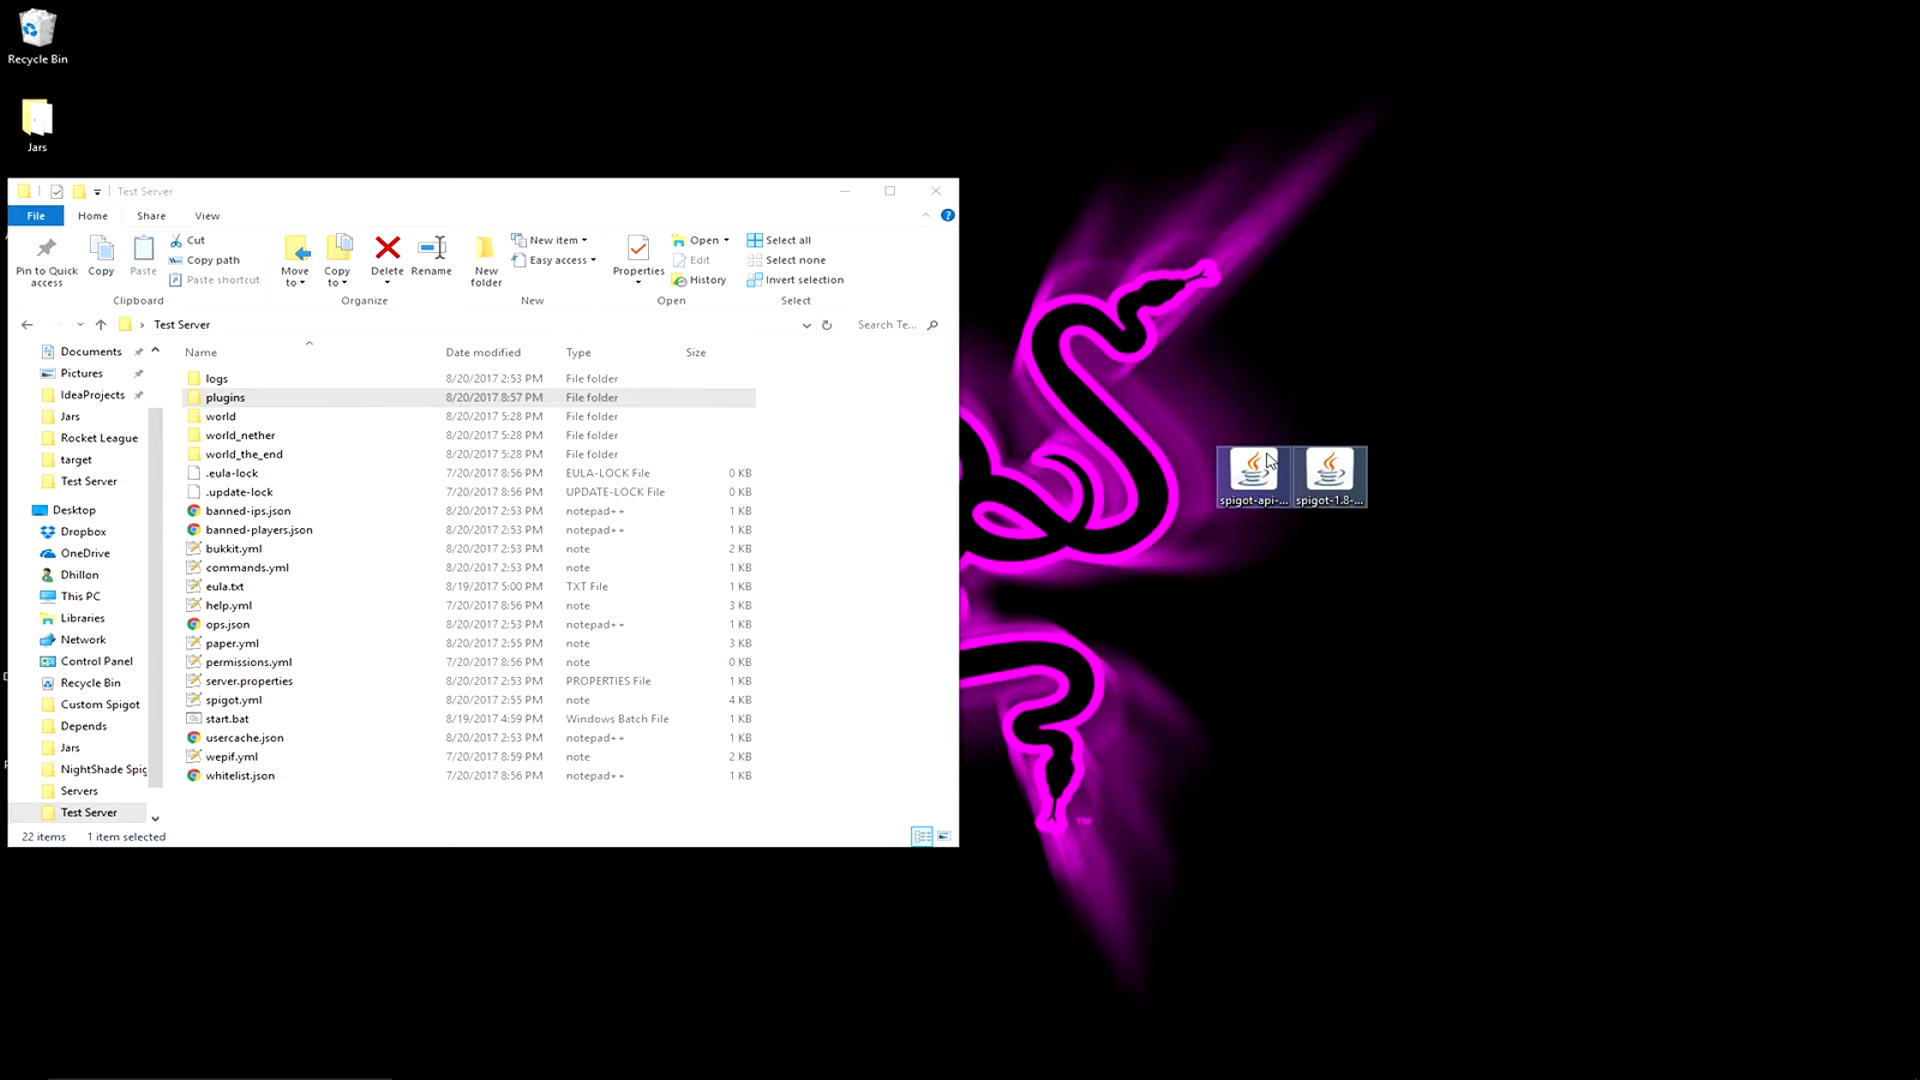 Recycle Bin
Jars
Test Server
File Home Share View
Pin to Quick access
Copy
Paste
Cut
Copy path
Paste shortcut
Move to
Copy to
Delete
Rename
New folder
New item
Easy access
Properties
Open
Edit
History
Select all
Select none
Invert selection
Clipboard Organize New Open Select
Test Server
Search Te...
Name Date modified Type Size
Documents
Pictures
IdeaProjects
Jars
Rocket League
target
Test Server
Desktop
Dropbox
OneDrive
Dhillon
This PC
Libraries
Network
Control Panel
Recycle Bin
Custom Spigot
Depends
Jars
NightShade Spig
Servers
Test Server
logs 8/20/2017 2:53 PM File folder
plugins 8/20/2017 8:57 PM File folder
world 8/20/2017 5:28 PM File folder
world_nether 8/20/2017 5:28 PM File folder
world_the_end 8/20/2017 5:28 PM File folder
.eula-lock 7/20/2017 8:56 PM EULA-LOCK File 0 KB
.update-lock 7/20/2017 8:56 PM UPDATE-LOCK File 0 KB
banned-ips.json 8/20/2017 2:53 PM notepad++ 1 KB
banned-players.json 8/20/2017 2:53 PM notepad++ 1 KB
bukkit.yml 8/20/2017 2:53 PM note 2 KB
commands.yml 8/20/2017 2:53 PM note 1 KB
eula.txt 8/19/2017 5:00 PM TXT File 1 KB
help.yml 7/20/2017 8:56 PM note 3 KB
ops.json 8/20/2017 2:53 PM notepad++ 1 KB
paper.yml 8/20/2017 2:55 PM note 3 KB
permissions.yml 7/20/2017 8:56 PM note 0 KB
server.properties 8/20/2017 2:53 PM PROPERTIES File 1 KB
spigot.yml 8/20/2017 2:55 PM note 4 KB
start.bat 8/19/2017 4:59 PM Windows Batch File 1 KB
usercache.json 8/20/2017 2:53 PM notepad++ 1 KB
wepif.yml 7/20/2017 8:59 PM note 2 KB
whitelist.json 7/20/2017 8:56 PM notepad++ 1 KB
22 items 1 item selected
spigot-api-... spigot-1.8-...
TM